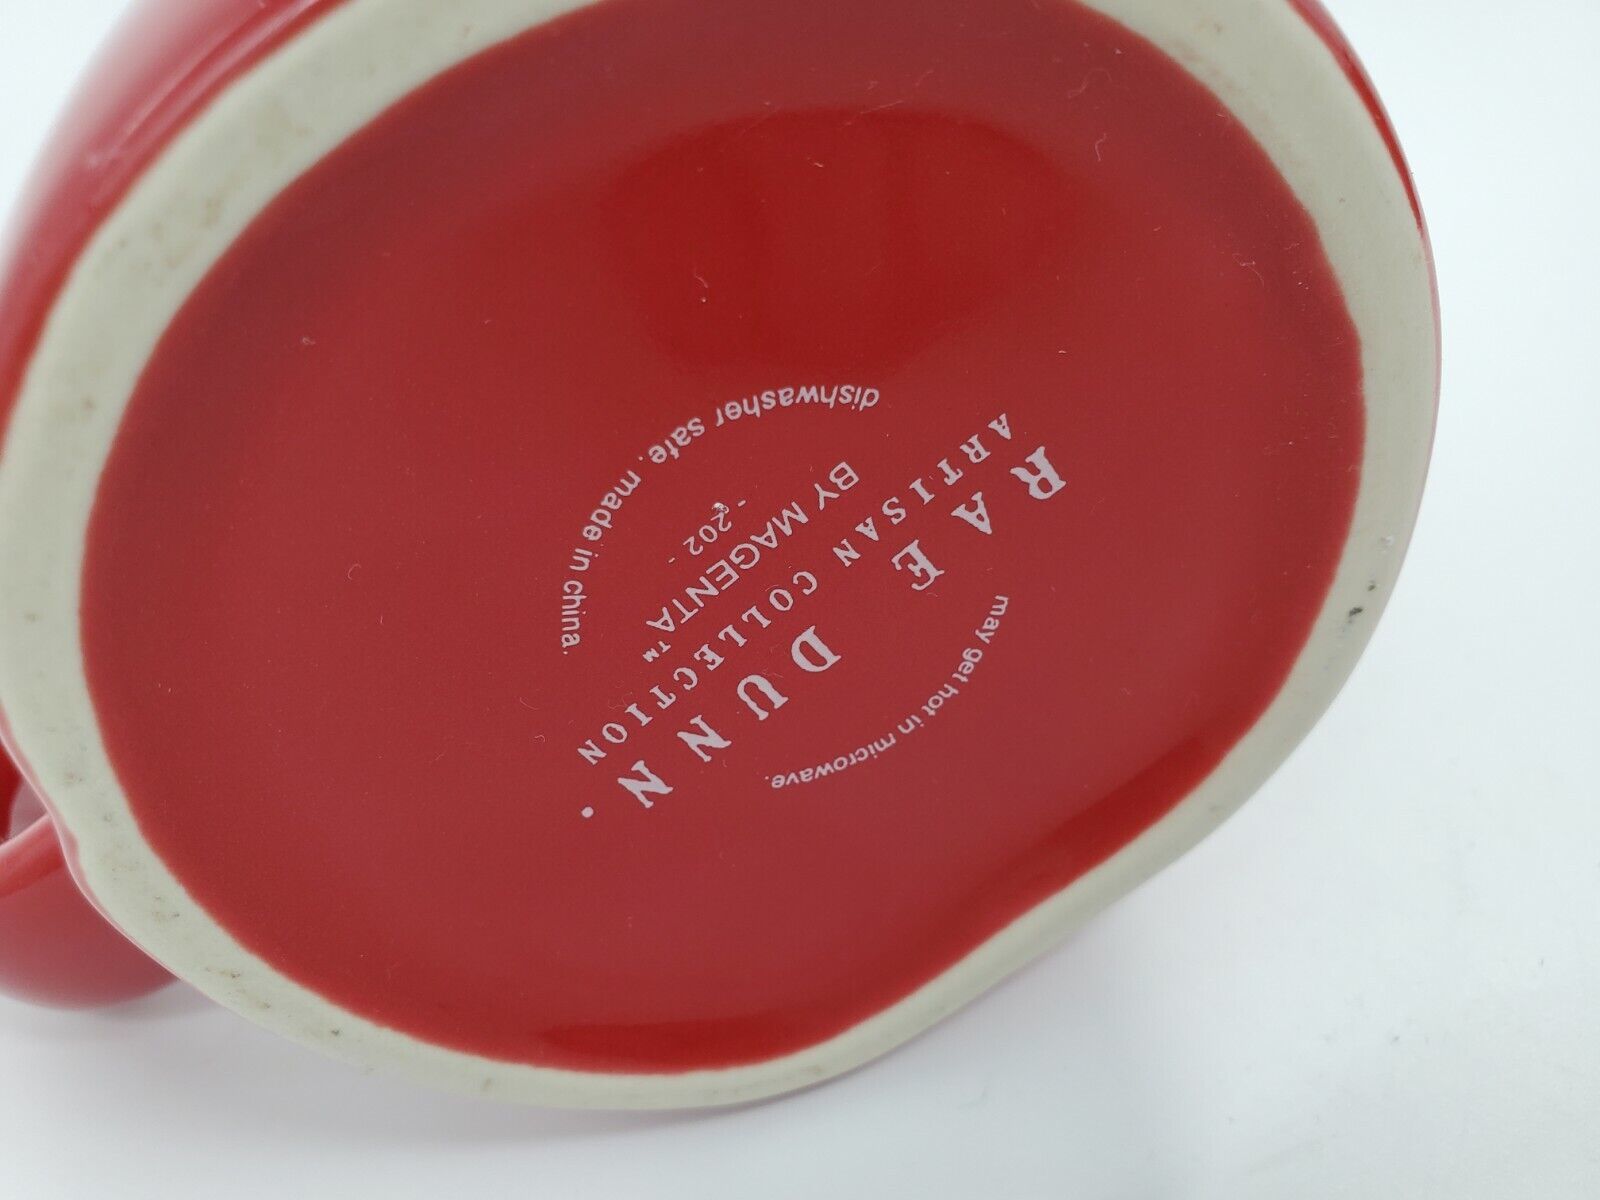 may get hot in microwave.
RAE DUNN.
ARTISAN COLLECTION
BY MAGENTA™
- 202 -
dishwasher safe. made in china.